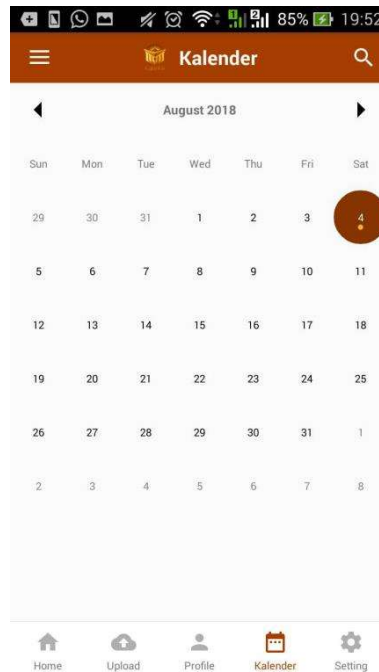 85% 19:52
Kalender
August 2018
Sun Mon Tue Wed Thu Fri Sat
29 30 31 1 2 3 4
5 6 7 8 9 10 11
12 13 14 15 16 17 18
19 20 21 22 23 24 25
26 27 28 29 30 31 1
2 3 4 5 6 7 8
Home Upload Profile Kalender Setting